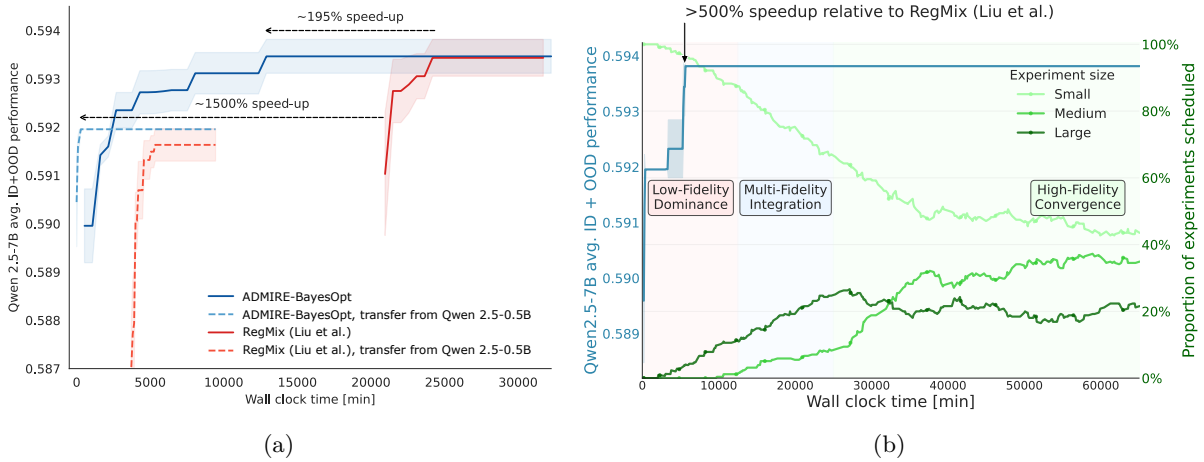 ~195% speed-up
~1500% speed-up
Qwen 2.5-7B avg. ID+OOD performance
0.594
0.593
0.592
0.591
0.590
0.589
0.588
0.587
ADMIRE-BayesOpt
ADMIRE-BayesOpt, transfer from Qwen 2.5-0.5B
RegMix (Liu et al.)
RegMix (Liu et al.), transfer from Qwen 2.5-0.5B
0 5000 10000 15000 20000 25000 30000
Wall clock time [min]
(a)
>500% speedup relative to RegMix (Liu et al.)
Qwen2.5-7B avg. ID + OOD performance
0.594
0.593
0.592
0.591
0.590
0.589
Experiment size
Small
Medium
Large
Low-Fidelity
Dominance
Multi-Fidelity
Integration
High-Fidelity
Convergence
100%
80%
60%
40%
20%
0%
Proportion of experiments scheduled
0 10000 20000 30000 40000 50000 60000
Wall clock time [min]
(b)